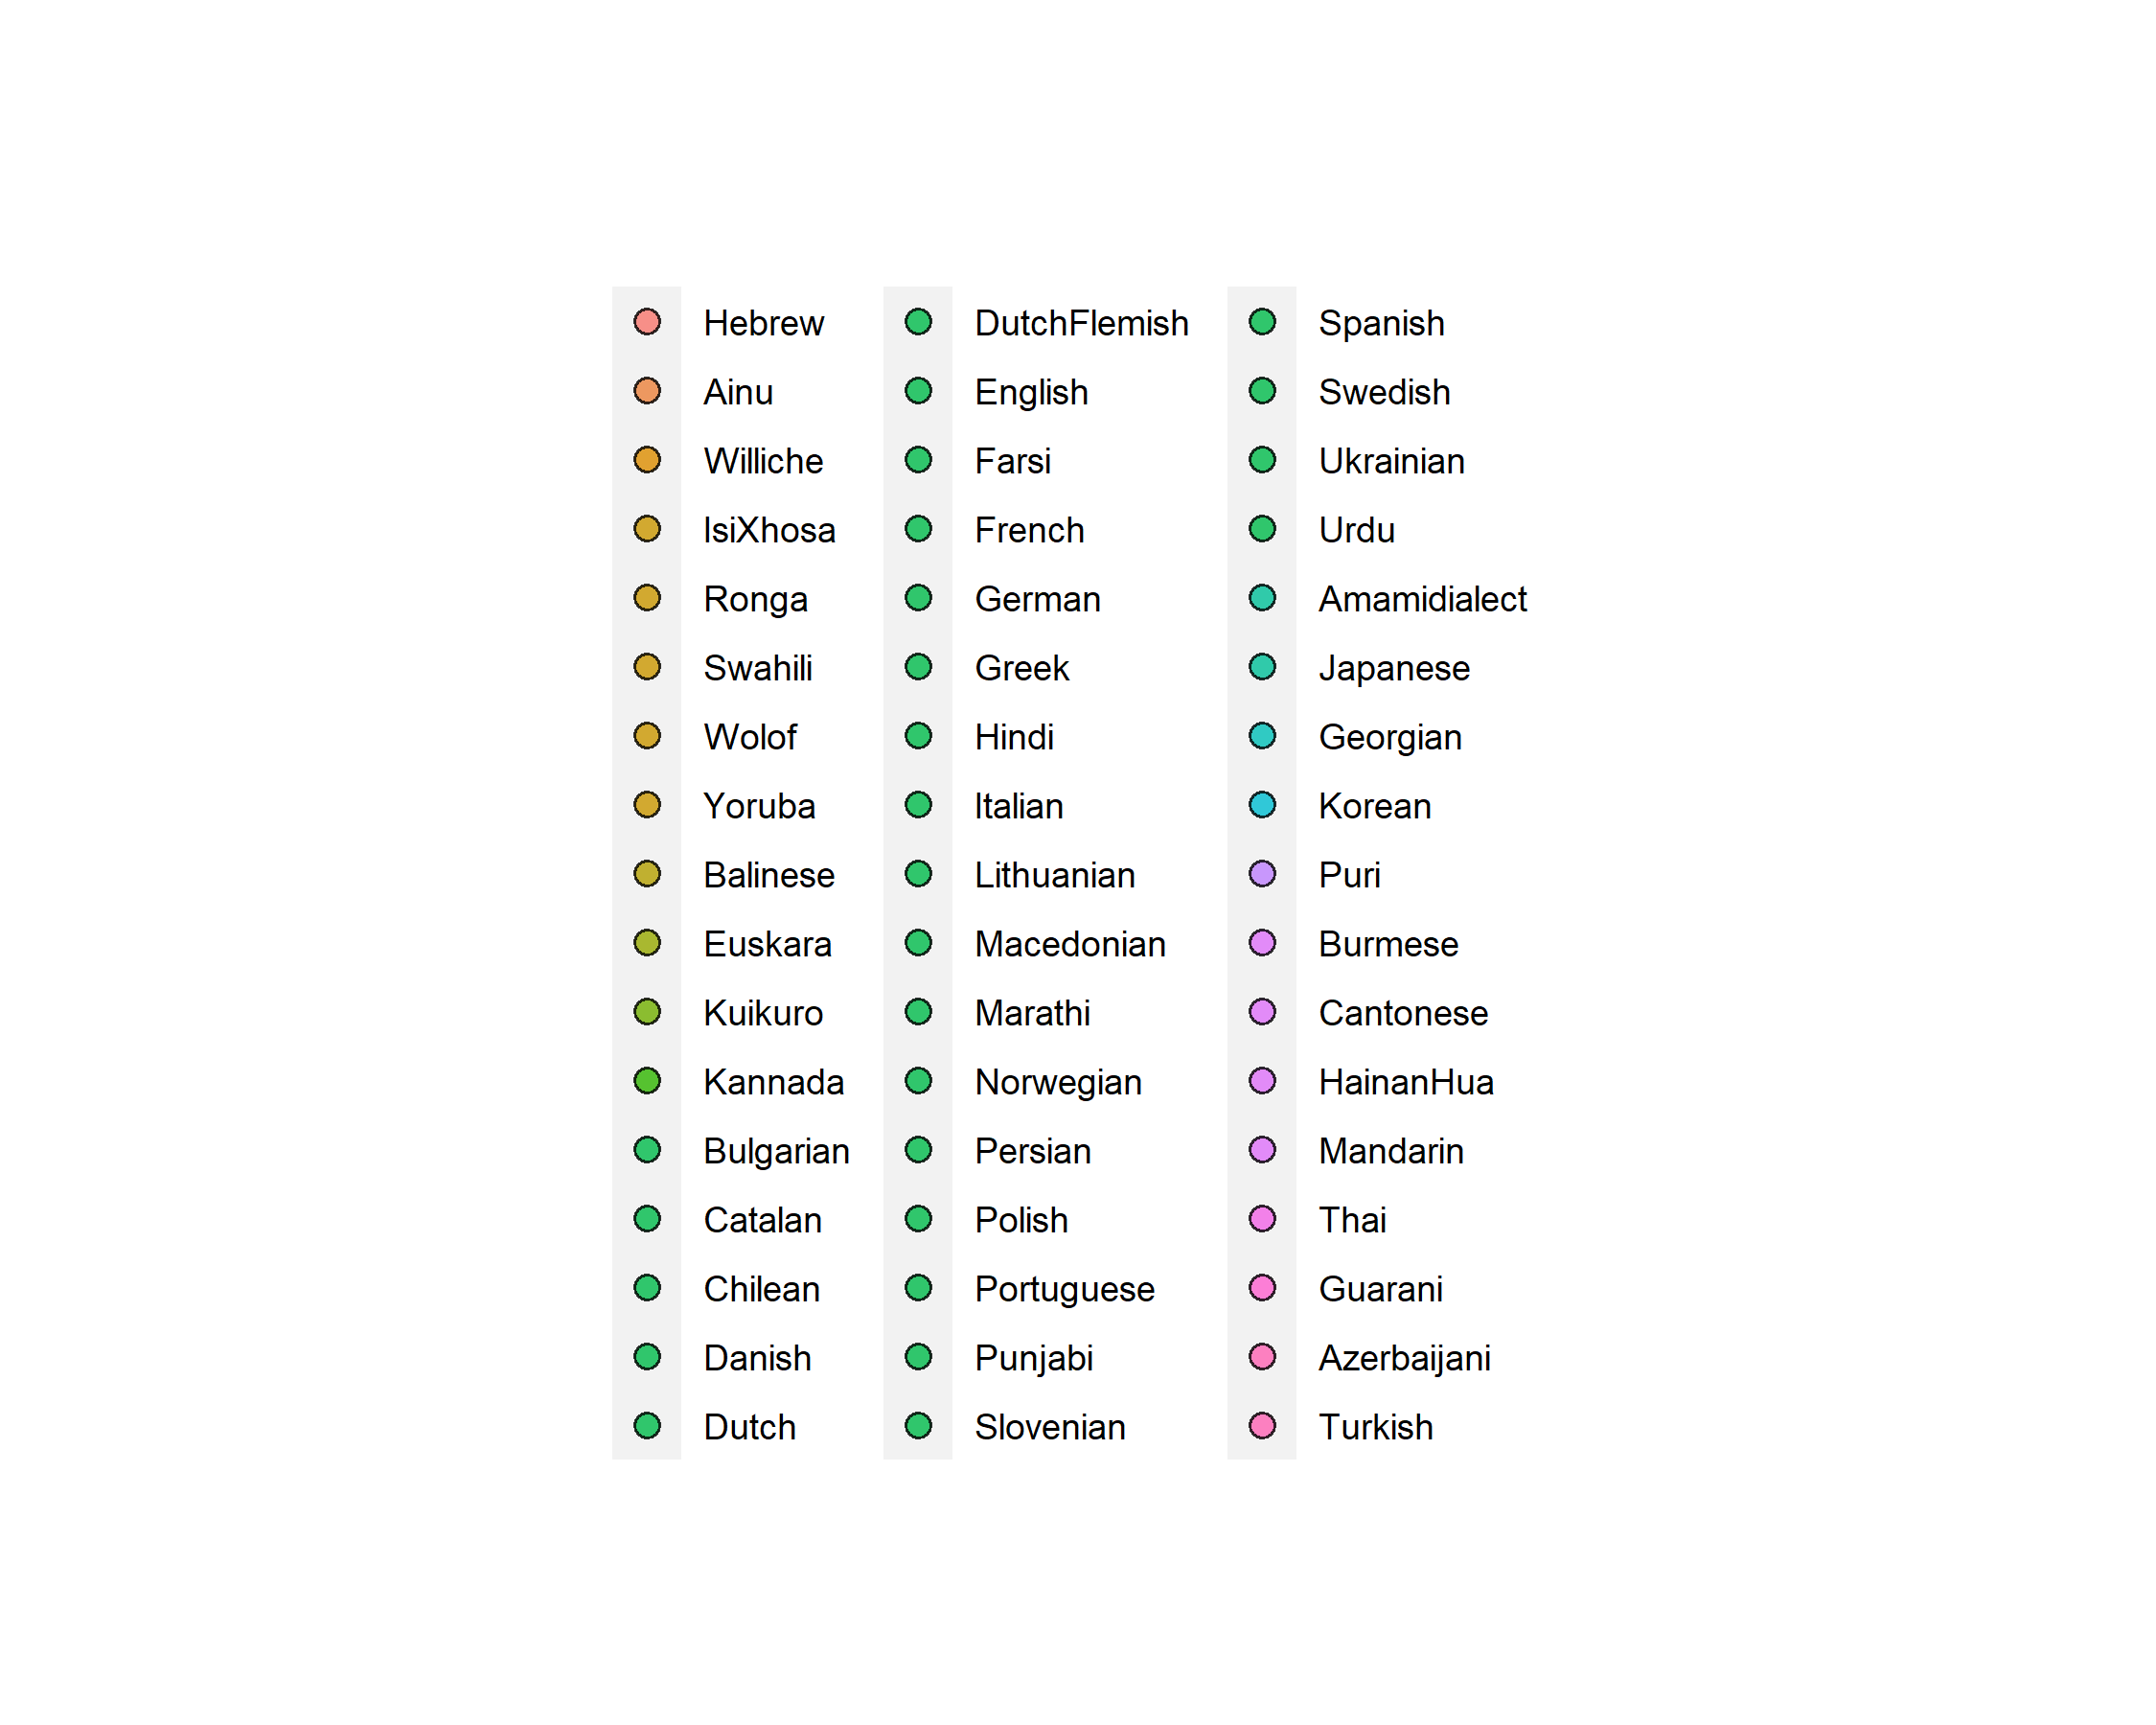 Hebrew
Ainu
Williche
IsiXhosa
Ronga
Swahili
Wolof
Yoruba
Balinese
Euskara
Kuikuro
Kannada
Bulgarian
Catalan
Chilean
Danish
Dutch
DutchFlemish
English
Farsi
French
German
Greek
Hindi
Italian
Lithuanian
Macedonian
Marathi
Norwegian
Persian
Polish
Portuguese
Punjabi
Slovenian
Spanish
Swedish
Ukrainian
Urdu
Amamidialect
Japanese
Georgian
Korean
Puri
Burmese
Cantonese
HainanHua
Mandarin
Thai
Guarani
Azerbaijani
Turkish